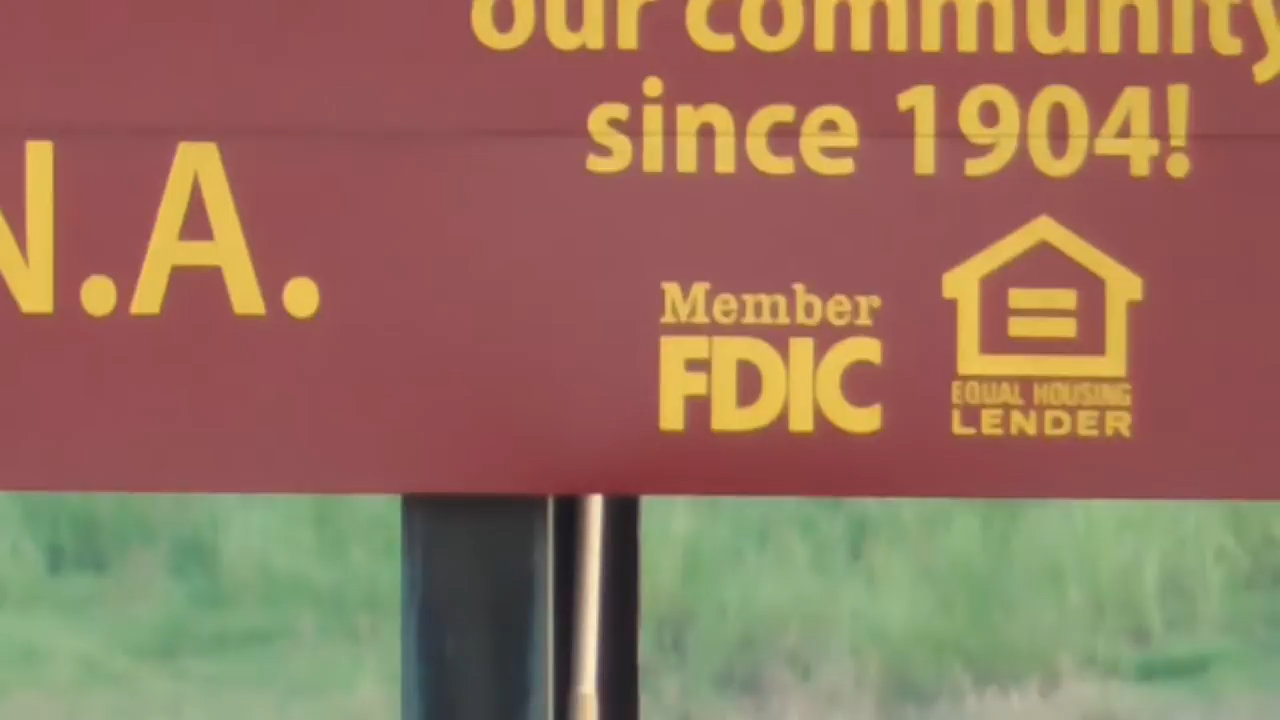 our community
since 1904!
N.A.
Member
FDIC
EQUAL HOUSING
LENDER